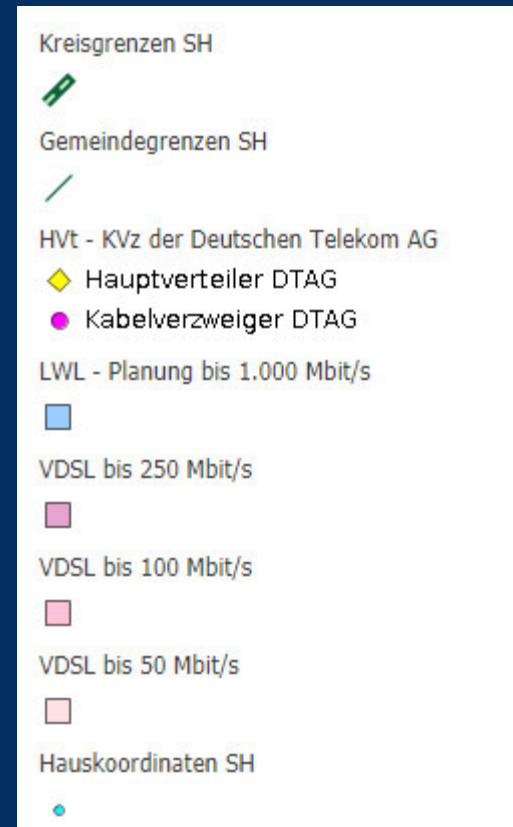 Kreisgrenzen SH
Gemeindegrenzen SH
HVt - KVz der Deutschen Telekom AG
Hauptverteiler DTAG
Kabelverzweiger DTAG
LWL - Planung bis 1.000 Mbit/s
VDSL bis 250 Mbit/s
VDSL bis 100 Mbit/s
VDSL bis 50 Mbit/s
Hauskoordinaten SH